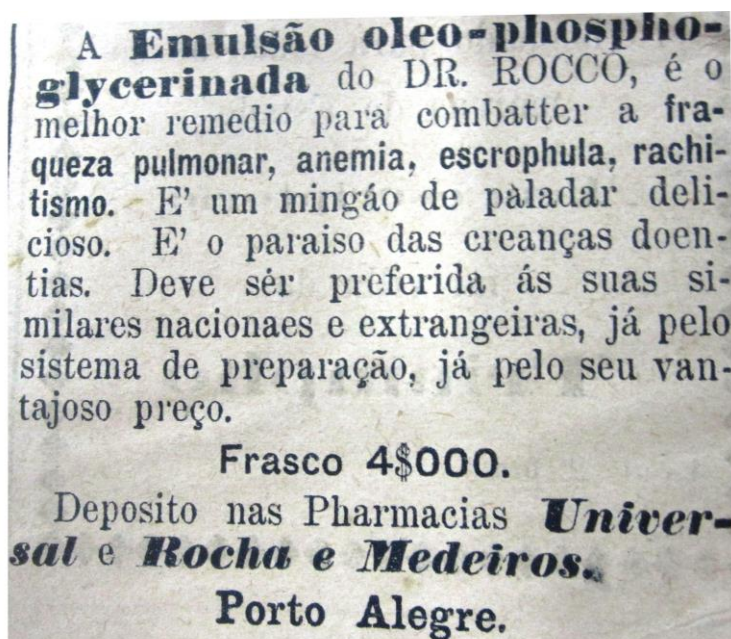 A Emulsão oleo-phospho-
glycerinada do DR. ROCCO, é o
melhor remedio para combatter a fra-
queza pulmonar, anemia, escrophula, rachi-
tismo. E' um mingáo de pàladar deli-
cioso. E' o paraiso das creanças doen-
tias. Deve sér preferida ás suas si-
milares nacionaes e extrangeiras, já pelo
sistema de preparação, já pelo seu van-
tajoso preço.
Frasco 4$000.
Deposito nas Pharmacias Univer-
sal e Rocha e Medeiros.
Porto Alegre.